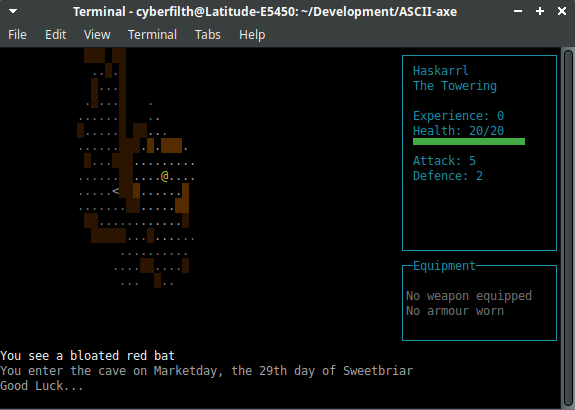 Terminal - cyberfilth@Latitude-E5450: ~/Development/ASCII-axe
File Edit View Terminal Tabs Help
Haskarrl
The Towering
Experience: 0
Health: 20/20
Attack: 5
Defence: 2
@
<
Equipment
No weapon equipped
No armour worn
You see a bloated red bat
You enter the cave on Marketday, the 29th day of Sweetbriar
Good Luck...